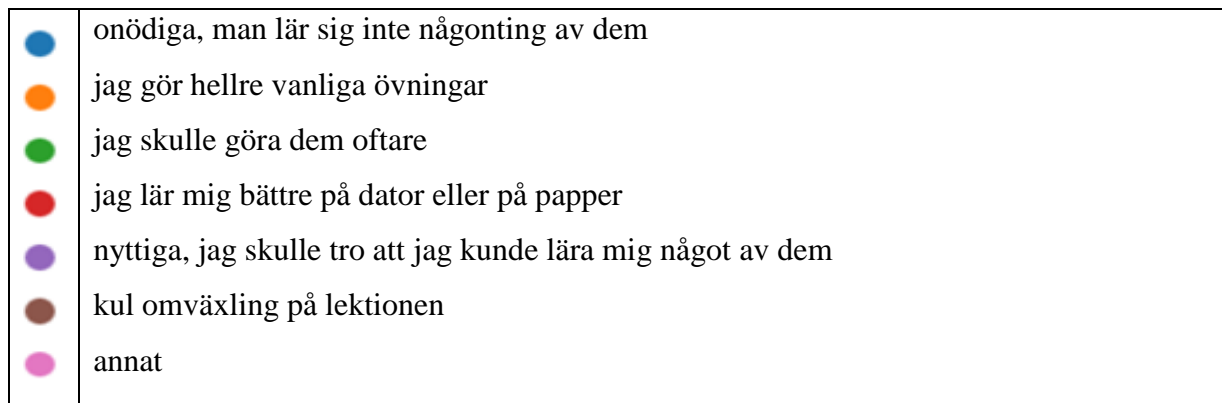 onödiga, man lär sig inte någonting av dem
jag gör hellre vanliga övningar
jag skulle göra dem oftare
jag lär mig bättre på dator eller på papper
nyttiga, jag skulle tro att jag kunde lära mig något av dem
kul omväxling på lektionen
annat